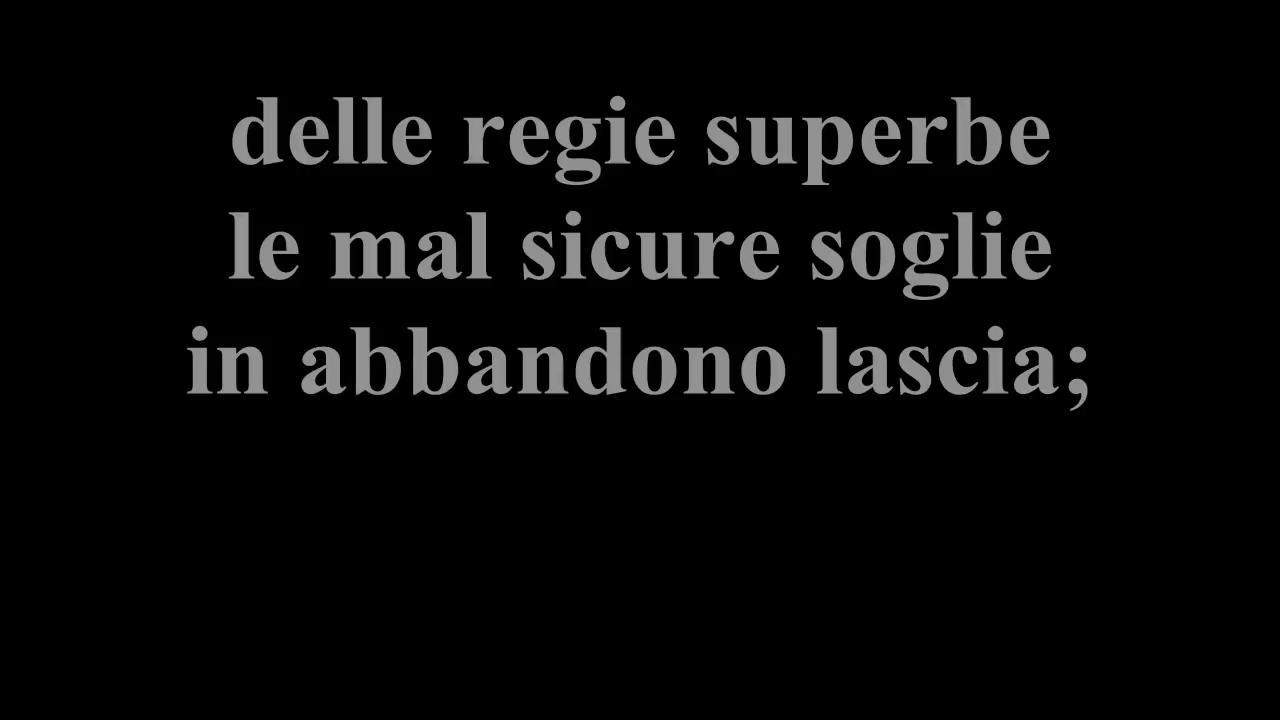 delle regie superbe
le mal sicure soglie
in abbandono lascia;